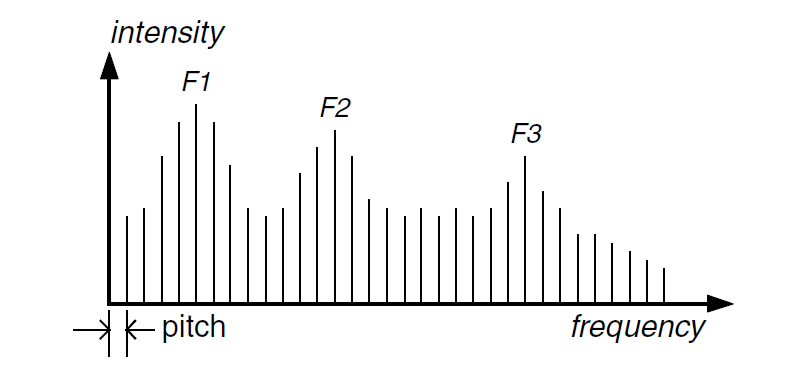 intensity
F1
F2
F3
pitch
frequency